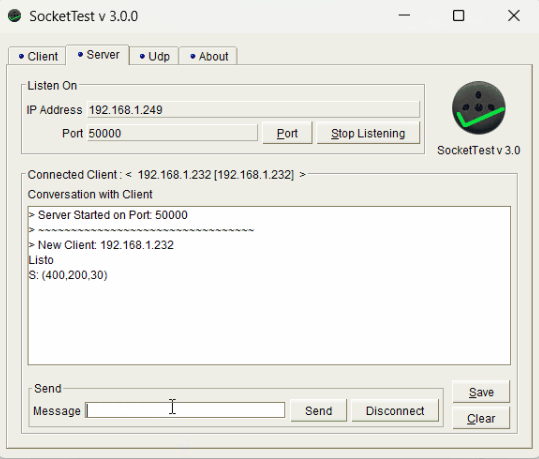 SocketTest v 3.0.0
Client Server Udp About
Listen On
IP Address 192.168.1.249
Port 50000 Port Stop Listening
SocketTest v 3.0
Connected Client : < 192.168.1.232 [192.168.1.232] >
Conversation with Client
> Server Started on Port: 50000
> ~~~~~~~~~~~~~~~~~~~~~~~~~~~~~~~~~
> New Client: 192.168.1.232
Listo
S: (400,200,30)
Send
Message Send Disconnect
Save
Clear